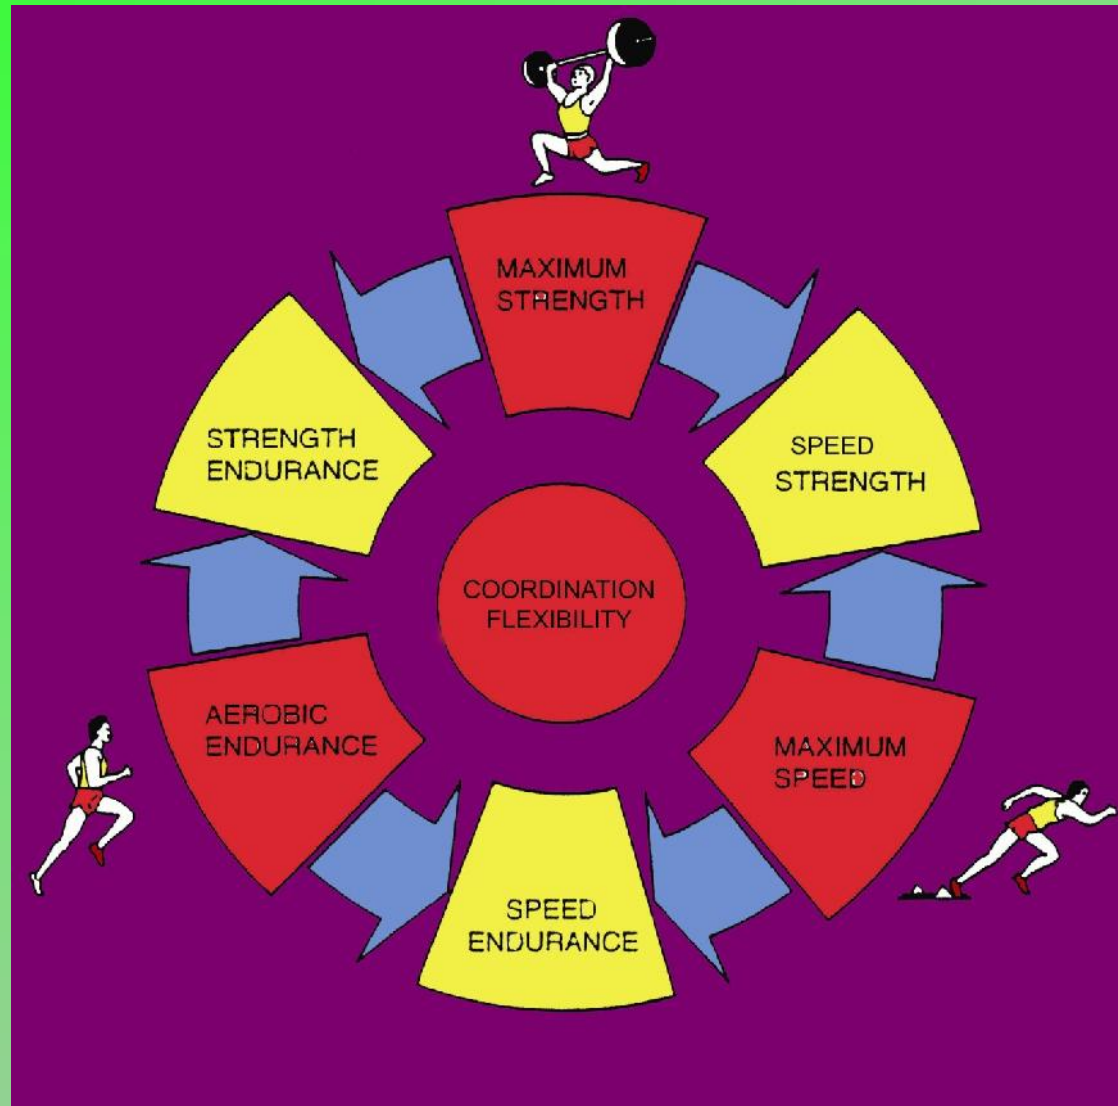 MAXIMUM
STRENGTH
STRENGTH
ENDURANCE
SPEED
STRENGTH
COORDINATION
FLEXIBILITY
AEROBIC
ENDURANCE
MAXIMUM
SPEED
SPEED
ENDURANCE